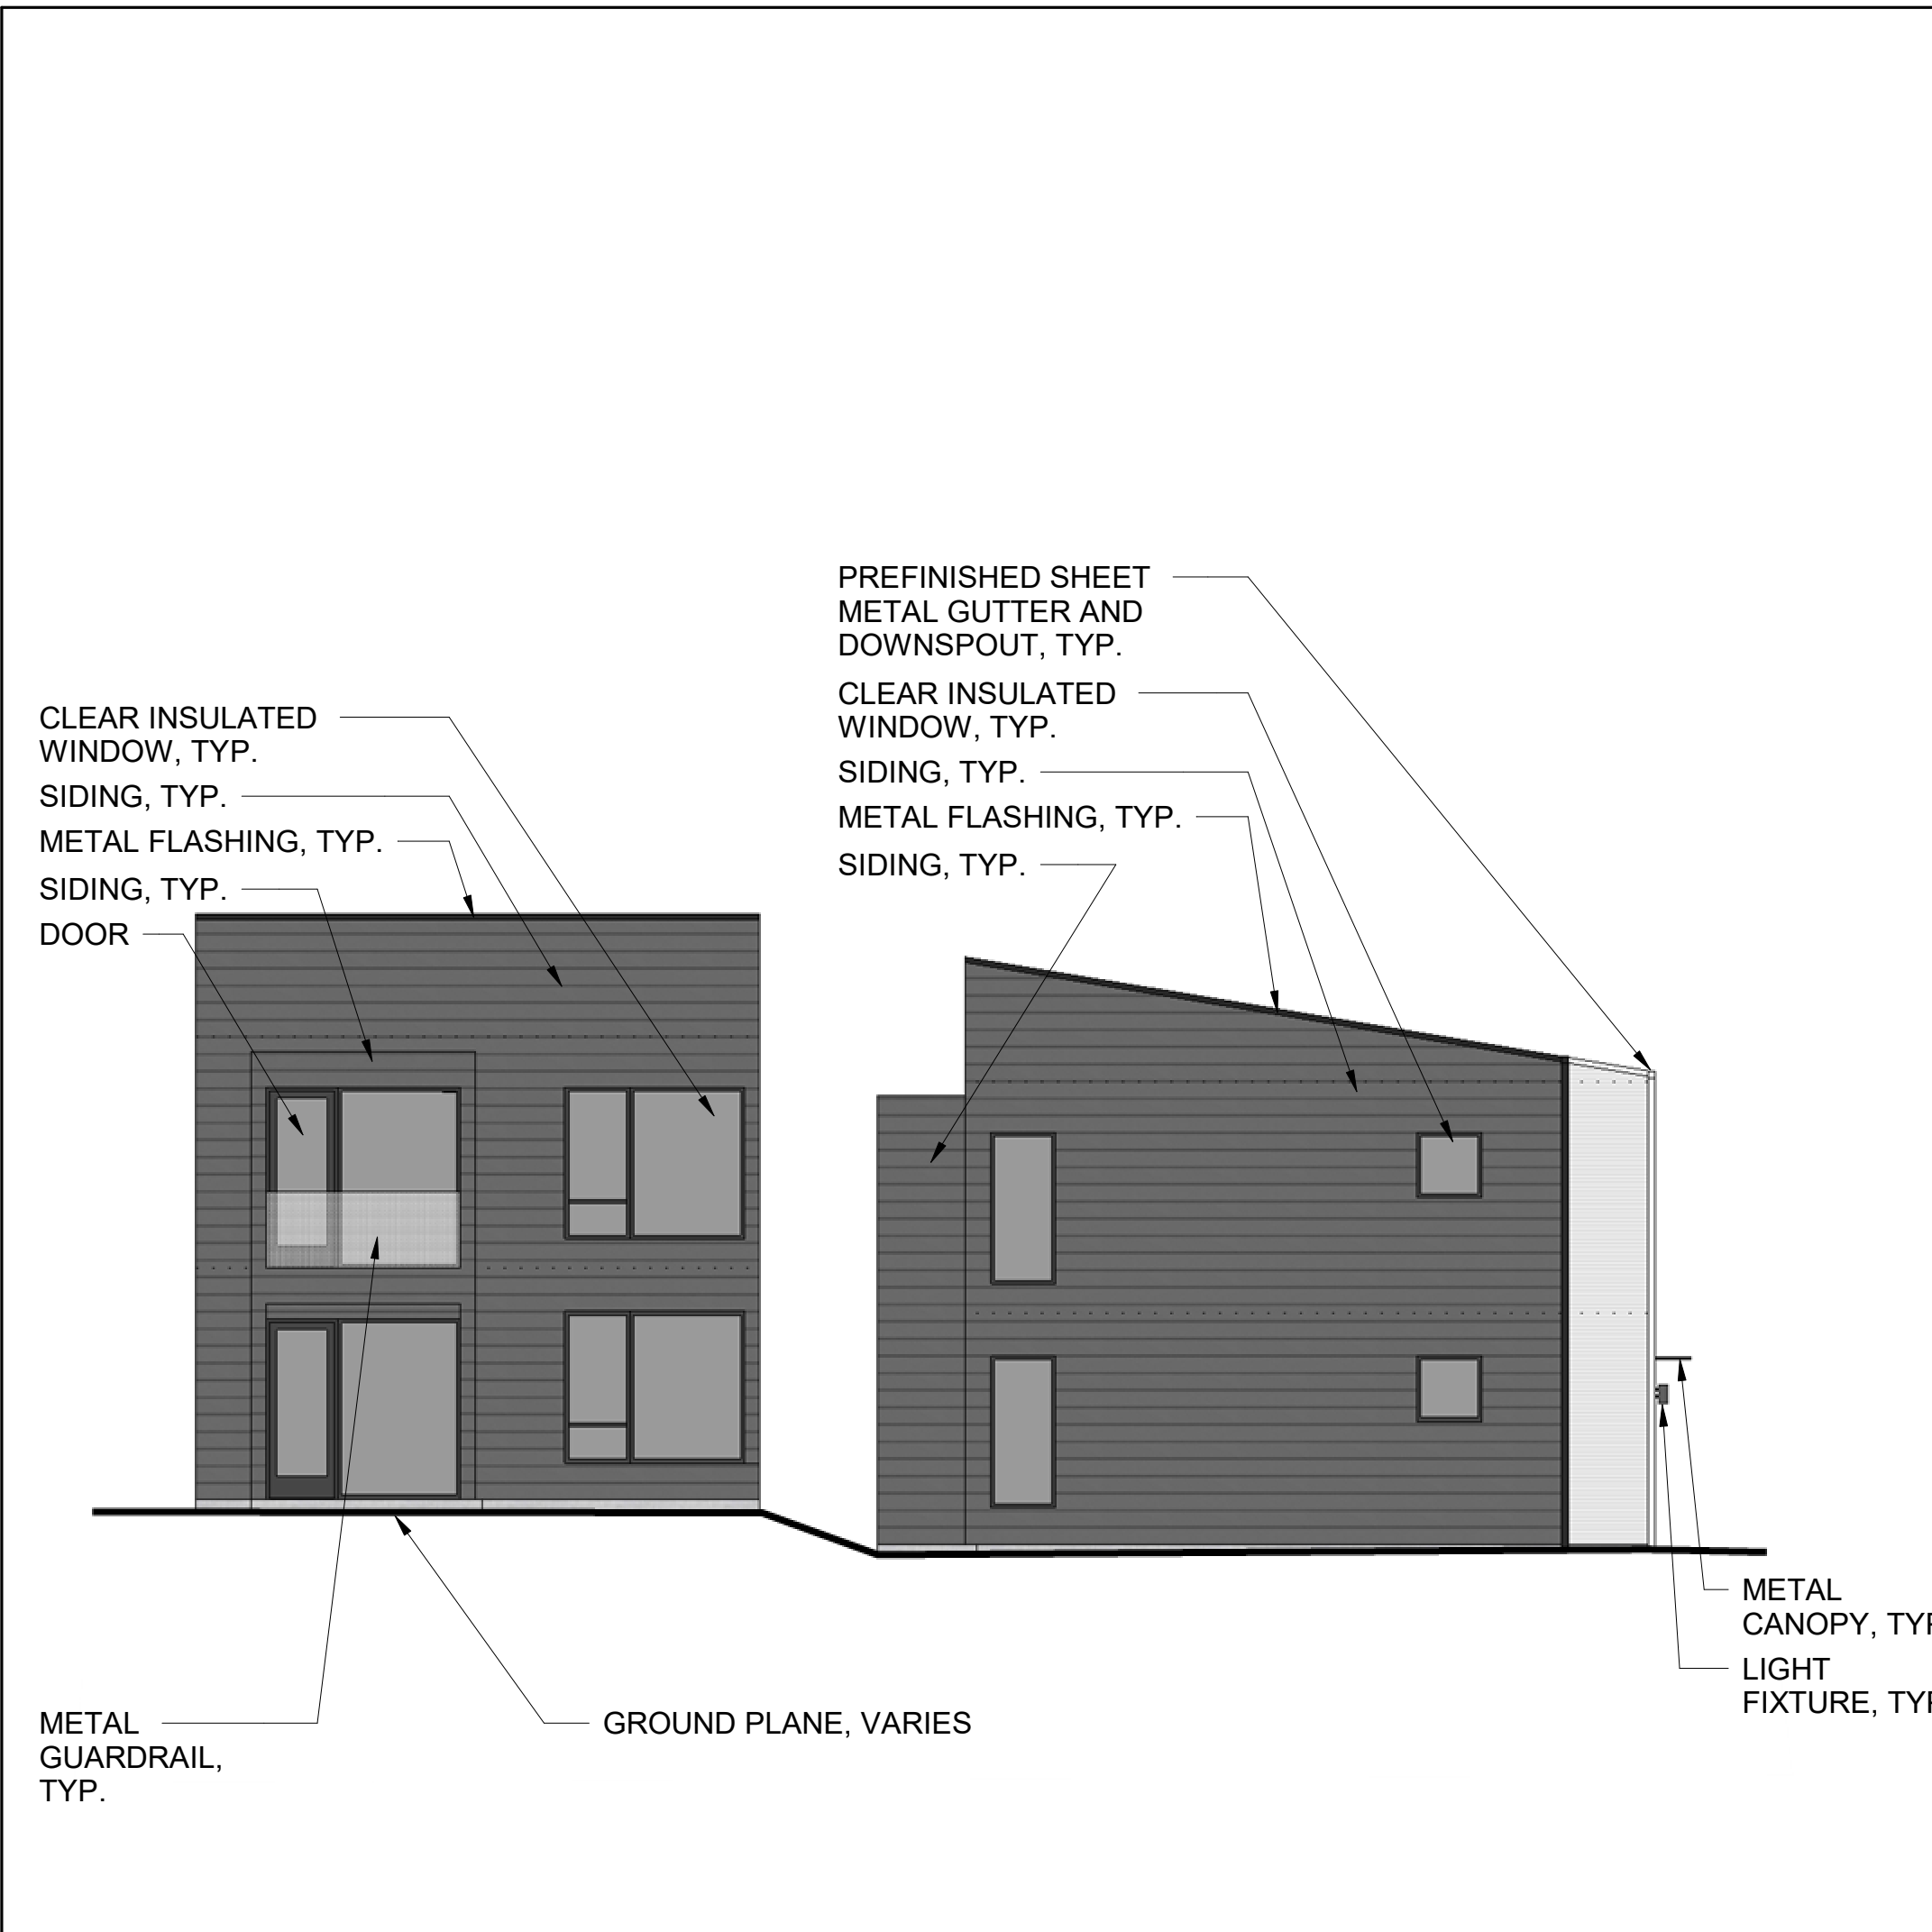 PREFINISHED SHEET
METAL GUTTER AND
DOWNSPOUT, TYP.
CLEAR INSULATED
WINDOW, TYP.
SIDING, TYP.
METAL FLASHING, TYP.
SIDING, TYP.
CLEAR INSULATED
WINDOW, TYP.
SIDING, TYP.
METAL FLASHING, TYP.
SIDING, TYP.
DOOR
METAL
CANOPY, TYP
LIGHT
FIXTURE, TYP
METAL
GUARDRAIL,
TYP.
GROUND PLANE, VARIES